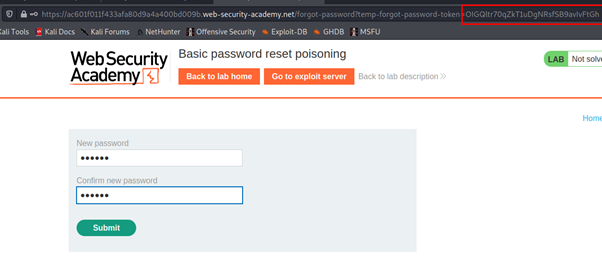 https://ac601f011f433afa80d9a4a400bd009b.web-security-academy.net/forgot-password?temp-forgot-password-token
Kali Tools Kali Docs Kali Forums NetHunter Offensive Security Exploit-DB GHDB MSFU
Web Security
Academy
Basic password reset poisoning
Back to lab home Go to exploit server Back to lab description
LAB Not solve
Home
New password
Confirm new password
Submit